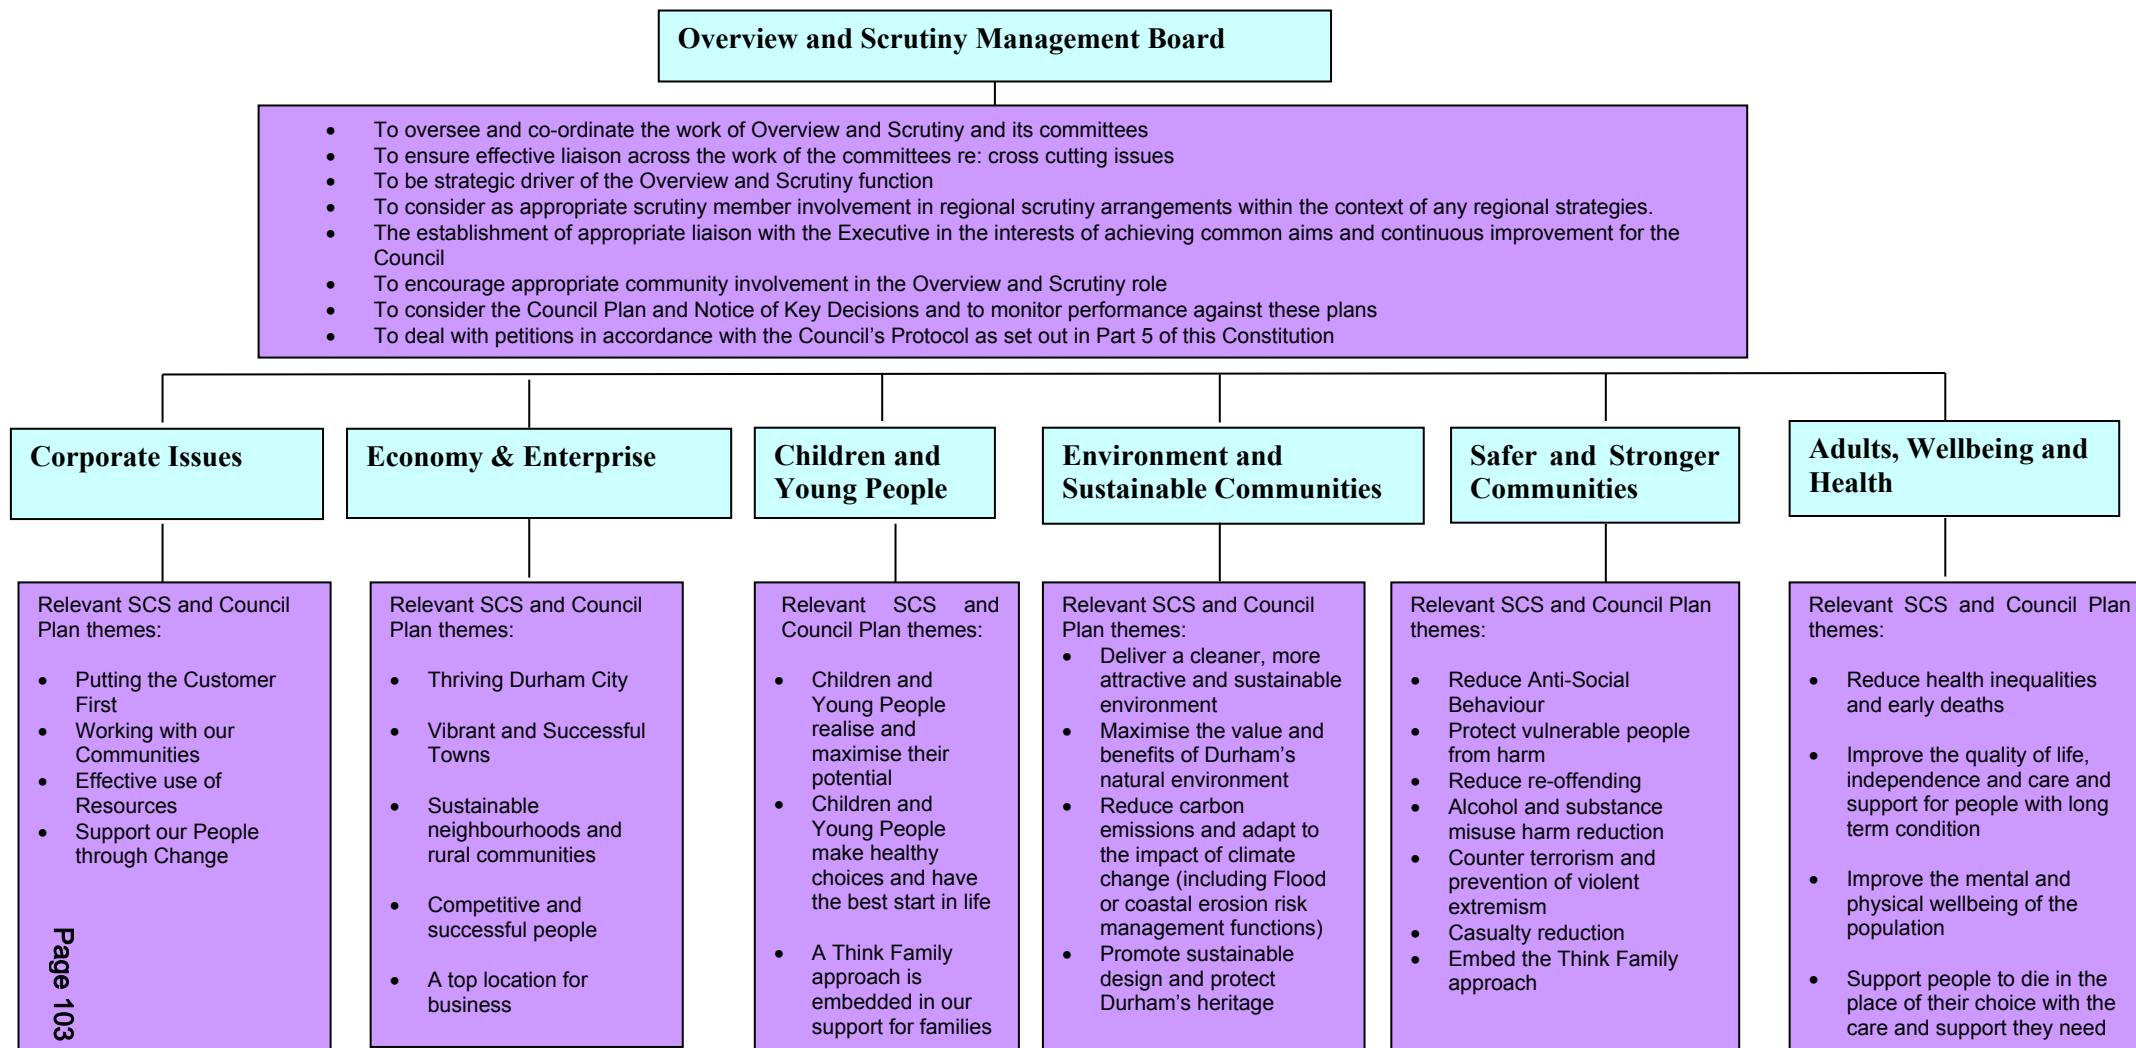 Overview and Scrutiny Management Board
• To oversee and co-ordinate the work of Overview and Scrutiny and its committees
• To ensure effective liaison across the work of the committees re: cross cutting issues
• To be strategic driver of the Overview and Scrutiny function
• To consider as appropriate scrutiny member involvement in regional scrutiny arrangements within the context of any regional strategies.
• The establishment of appropriate liaison with the Executive in the interests of achieving common aims and continuous improvement for the
Council
• To encourage appropriate community involvement in the Overview and Scrutiny role
• To consider the Council Plan and Notice of Key Decisions and to monitor performance against these plans
• To deal with petitions in accordance with the Council’s Protocol as set out in Part 5 of this Constitution
Corporate Issues
Relevant SCS and Council
Plan themes:
• Putting the Customer
First
• Working with our
Communities
• Effective use of
Resources
• Support our People
through Change
Economy & Enterprise
Relevant SCS and Council
Plan themes:
• Thriving Durham City
• Vibrant and Successful
Towns
• Sustainable
neighbourhoods and
rural communities
• Competitive and
successful people
• A top location for
business
Children and
Young People
Relevant SCS and
Council Plan themes:
• Children and
Young People
realise and
maximise their
potential
• Children and
Young People
make healthy
choices and have
the best start in life
• A Think Family
approach is
embedded in our
support for families
Environment and
Sustainable Communities
Relevant SCS and Council
Plan themes:
• Deliver a cleaner, more
attractive and sustainable
environment
• Maximise the value and
benefits of Durham’s
natural environment
• Reduce carbon
emissions and adapt to
the impact of climate
change (including Flood
or coastal erosion risk
management functions)
• Promote sustainable
design and protect
Durham’s heritage
Safer and Stronger
Communities
Relevant SCS and Council Plan
themes:
• Reduce Anti-Social
Behaviour
• Protect vulnerable people
from harm
• Reduce re-offending
• Alcohol and substance
misuse harm reduction
• Counter terrorism and
prevention of violent
extremism
• Casualty reduction
• Embed the Think Family
approach
Adults, Wellbeing and
Health
Relevant SCS and Council Plan
themes:
• Reduce health inequalities
and early deaths
• Improve the quality of life,
independence and care and
support for people with long
term condition
• Improve the mental and
physical wellbeing of the
population
• Support people to die in the
place of their choice with the
care and support they need
Page 103